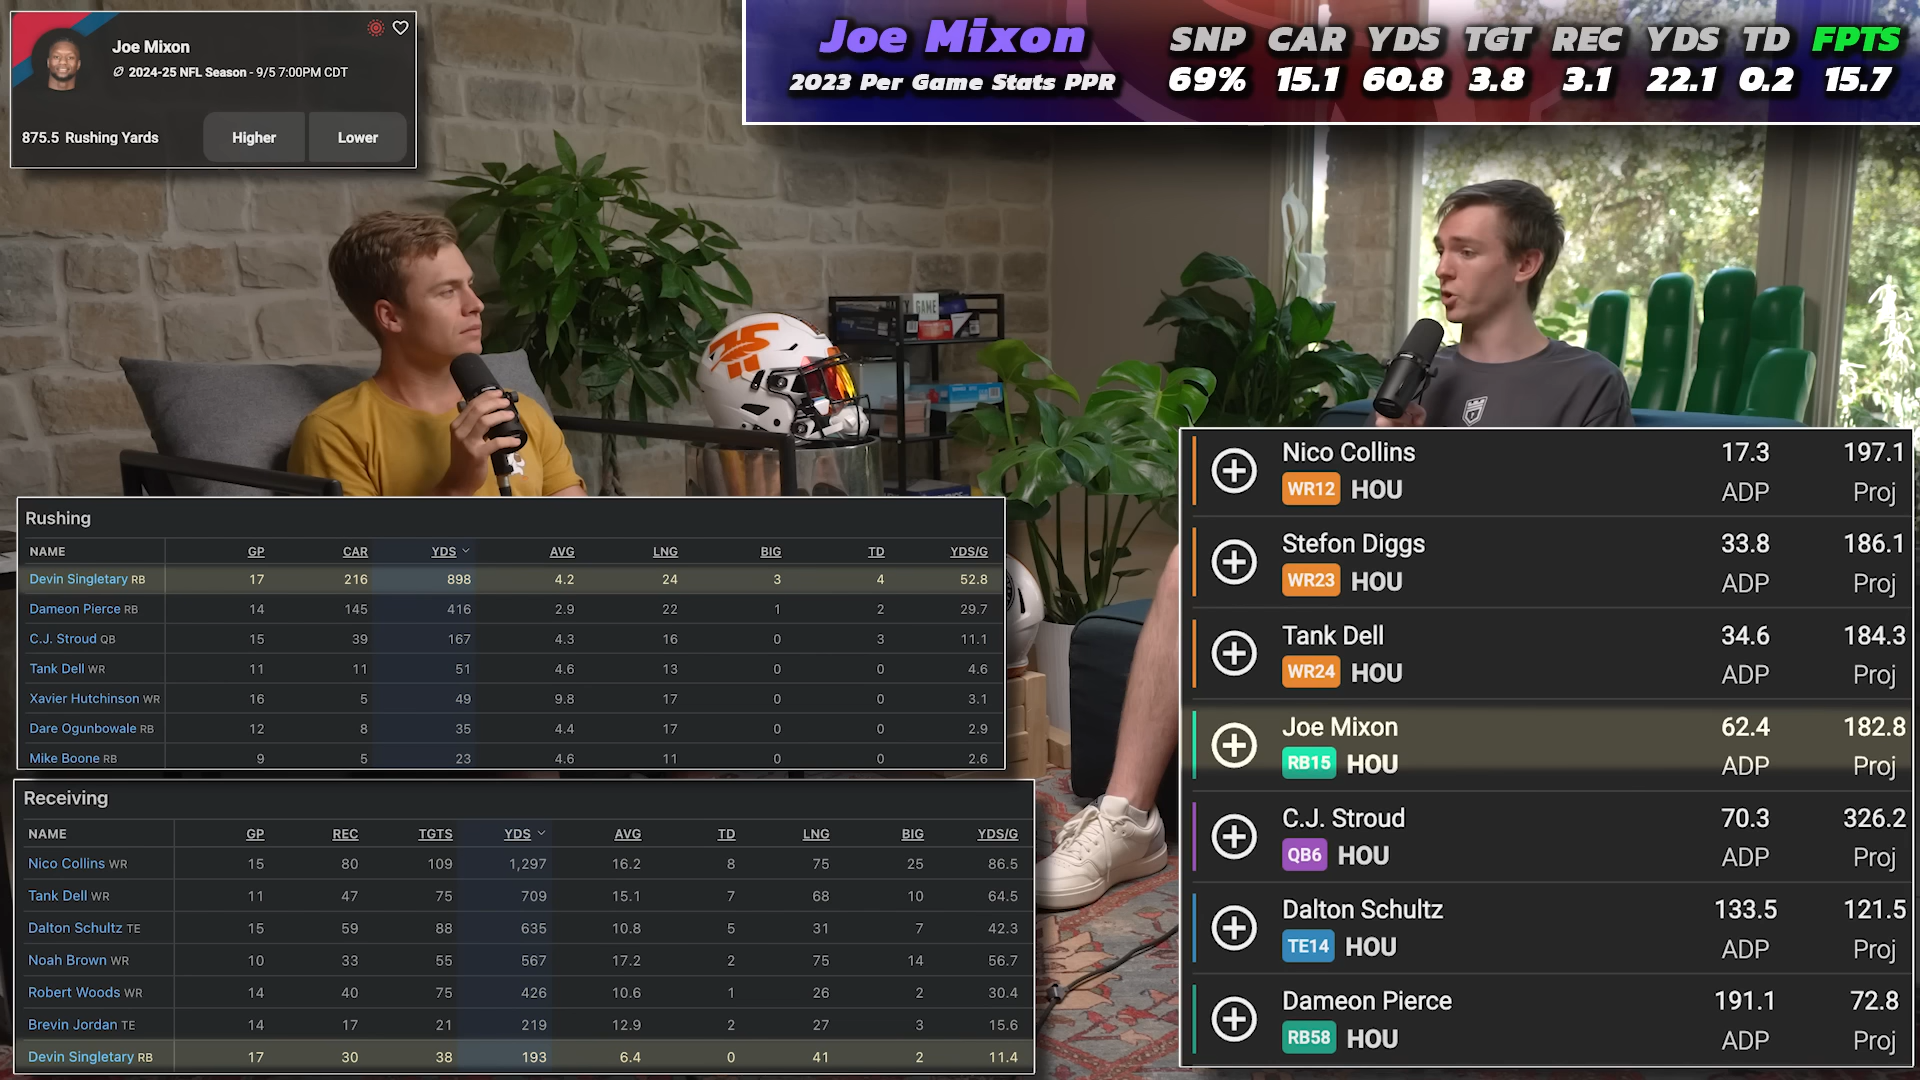 Joe Mixon
2024-25 NFL Season - 9/5 7:00PM CDT
875.5 Rushing Yards
Higher
Lower
Joe Mixon
2023 Per Game Stats PPR
SNP CAR YDS TGT REC YDS TD FPTS
69% 15.1 60.8 3.8 3.1 22.1 0.2 15.7
GAME
Rushing
NAME GP CAR YDS AVG LNG BIG TD YDS/G
Devin Singletary RB 17 216 898 4.2 24 3 4 52.8
Dameon Pierce RB 14 145 416 2.9 22 1 2 29.7
C.J. Stroud QB 15 39 167 4.3 16 0 3 11.1
Tank Dell WR 11 11 51 4.6 13 0 0 4.6
Xavier Hutchinson WR 16 5 49 9.8 17 0 0 3.1
Dare Ogunbowale RB 12 8 35 4.4 17 0 0 2.9
Mike Boone RB 9 5 23 4.6 11 0 0 2.6
Receiving
NAME GP REC TGTS YDS AVG TD LNG BIG YDS/G
Nico Collins WR 15 80 109 1,297 16.2 8 75 25 86.5
Tank Dell WR 11 47 75 709 15.1 7 68 10 64.5
Dalton Schultz TE 15 59 88 635 10.8 5 31 7 42.3
Noah Brown WR 10 33 55 567 17.2 2 75 14 56.7
Robert Woods WR 14 40 75 426 10.6 1 26 2 30.4
Brevin Jordan TE 14 17 21 219 12.9 2 27 3 15.6
Devin Singletary RB 17 30 38 193 6.4 0 41 2 11.4
Nico Collins 17.3 197.1
WR12 HOU ADP Proj
Stefon Diggs 33.8 186.1
WR23 HOU ADP Proj
Tank Dell 34.6 184.3
WR24 HOU ADP Proj
Joe Mixon 62.4 182.8
RB15 HOU ADP Proj
C.J. Stroud 70.3 326.2
QB6 HOU ADP Proj
Dalton Schultz 133.5 121.5
TE14 HOU ADP Proj
Dameon Pierce 191.1 72.8
RB58 HOU ADP Proj